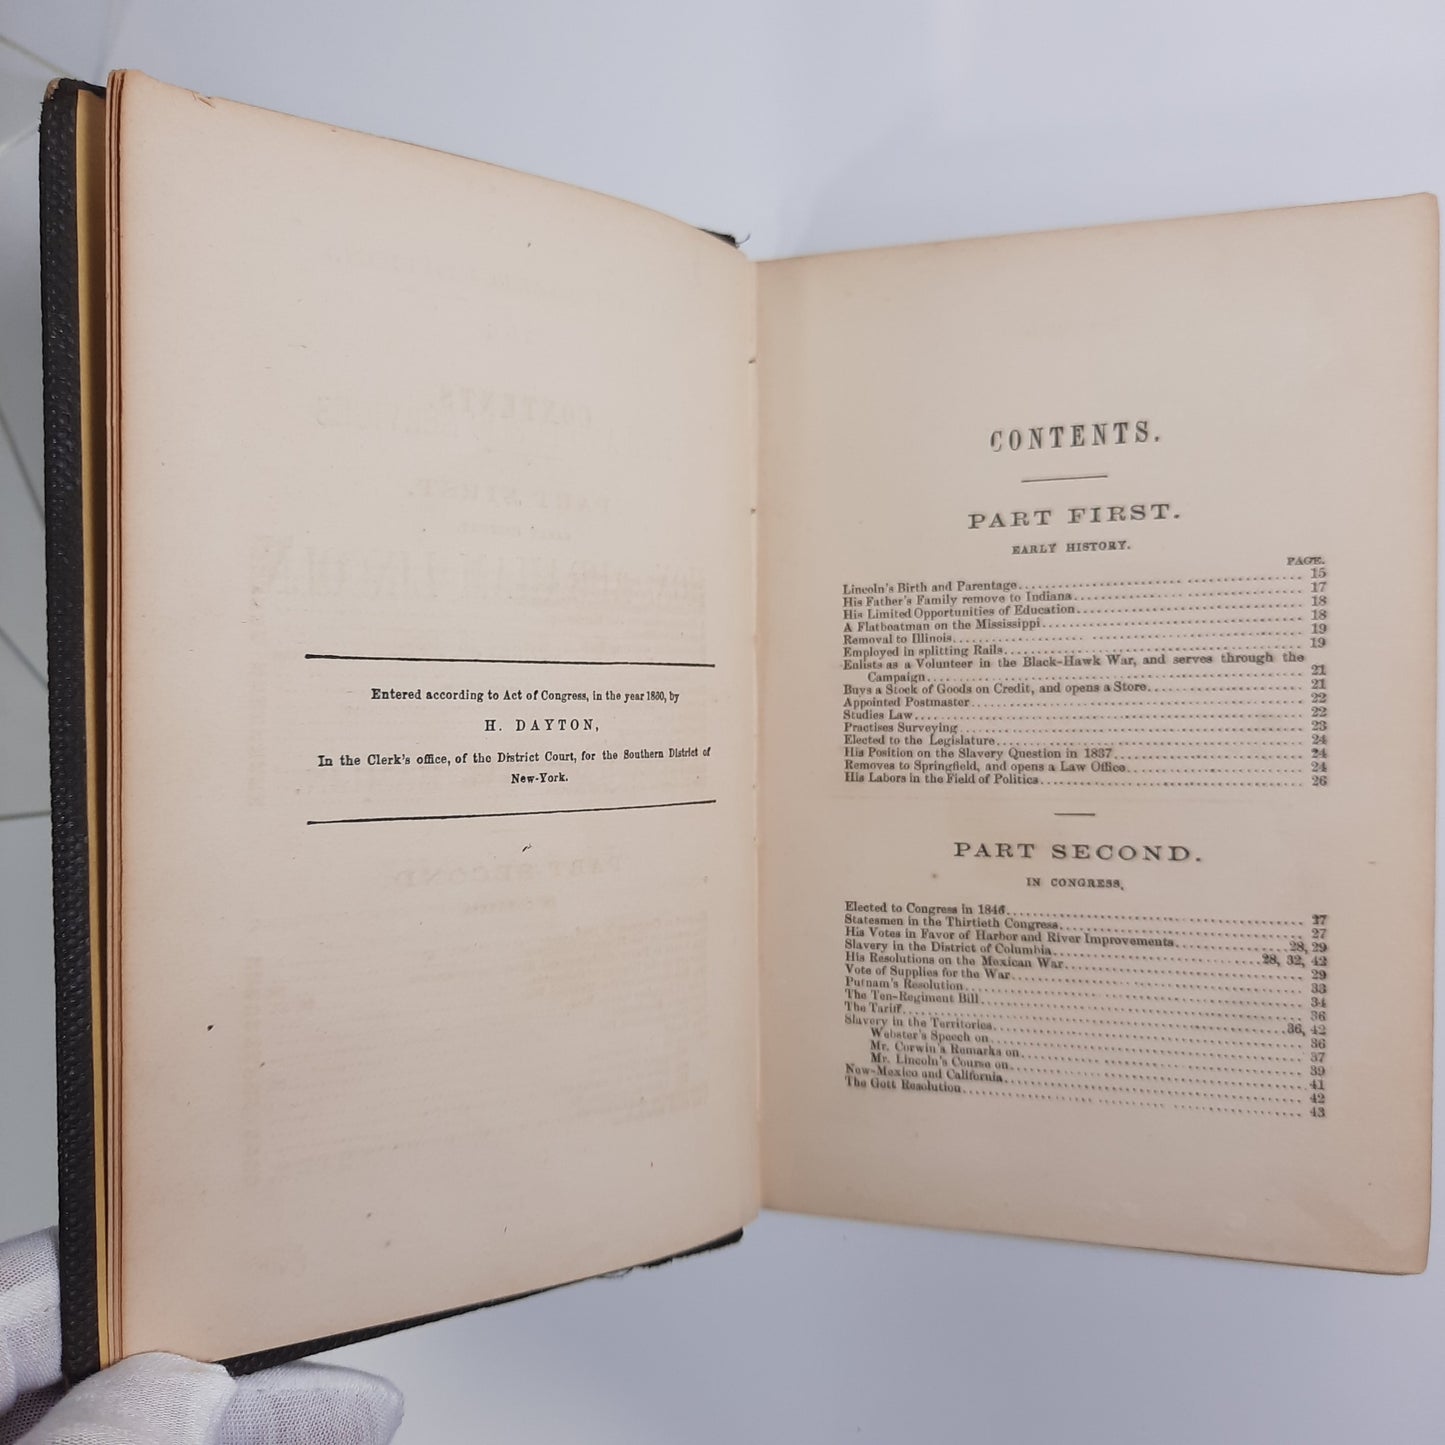 Entered according to Act of Congress, in the year 1860, by
H. DAYTON,
In the Clerk's office, of the District Court, for the Southern District of
New-York.
CONTENTS.
PART FIRST.
EARLY HISTORY.
PAGE.
Lincoln's Birth and Parentage.......... 15
His Father's Family remove to Indiana.......... 17
His Limited Opportunities of Education.......... 18
A Flatboatman on the Mississippi.......... 18
Removal to Illinois.......... 19
Employed in splitting Rails.......... 19
Enlists as a Volunteer in the Black-Hawk War, and serves through the
Campaign.......... 21
Buys a Stock of Goods on Credit, and opens a Store.......... 21
Appointed Postmaster.......... 22
Studies Law.......... 22
Practises Surveying.......... 23
Elected to the Legislature.......... 24
His Position on the Slavery Question in 1837.......... 24
Removes to Springfield, and opens a Law Office.......... 24
His Labors in the Field of Politics.......... 26
PART SECOND.
IN CONGRESS,
Elected to Congress in 1846.......... 27
Statesmen in the Thirtieth Congress.......... 27
His Votes in Favor of Harbor and River Improvements.......... 28, 29
Slavery in the District of Columbia.......... 28, 32, 42
His Resolutions on the Mexican War.......... 29
Vote of Supplies for the War.......... 33
Putnam's Resolution.......... 34
The Ten-Regiment Bill.......... 36
The Tariff.......... 36, 42
Slavery in the Territories.......... 36
Webster's Speech on.......... 37
Mr. Corwin's Remarks on.......... 39
Mr. Lincoln's Course on.......... 41
New-Mexico and California.......... 42
The Gott Resolution.......... 43